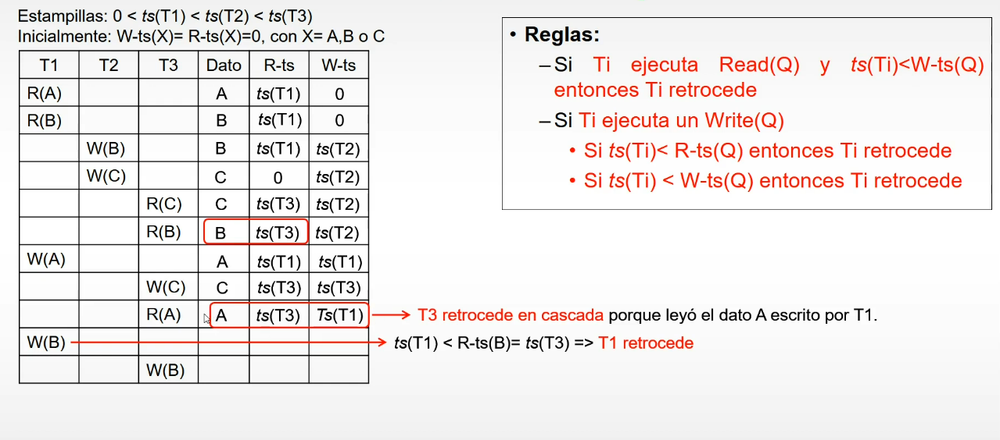 Estampillas: 0 < ts(T1) < ts(T2) < ts(T3)
Inicialmente: W-ts(X)= R-ts(X)=0, con X= A,B o C
T1 T2 T3 Dato R-ts W-ts
R(A) A ts(T1) 0
R(B) B ts(T1) 0
W(B) B ts(T1) ts(T2)
W(C) C 0 ts(T2)
R(C) C ts(T3) ts(T2)
R(B) B ts(T3) ts(T2)
W(A) A ts(T1) ts(T1)
W(C) C ts(T3) ts(T3)
R(A) A ts(T3) Ts(T1) T3 retrocede en cascada porque leyó el dato A escrito por T1.
W(B) ts(T1) < R-ts(B)= ts(T3) => T1 retrocede
W(B)
• Reglas:
–Si Ti ejecuta Read(Q) y ts(Ti)<W-ts(Q)
entonces Ti retrocede
–Si Ti ejecuta un Write(Q)
• Si ts(Ti)< R-ts(Q) entonces Ti retrocede
• Si ts(Ti) < W-ts(Q) entonces Ti retrocede